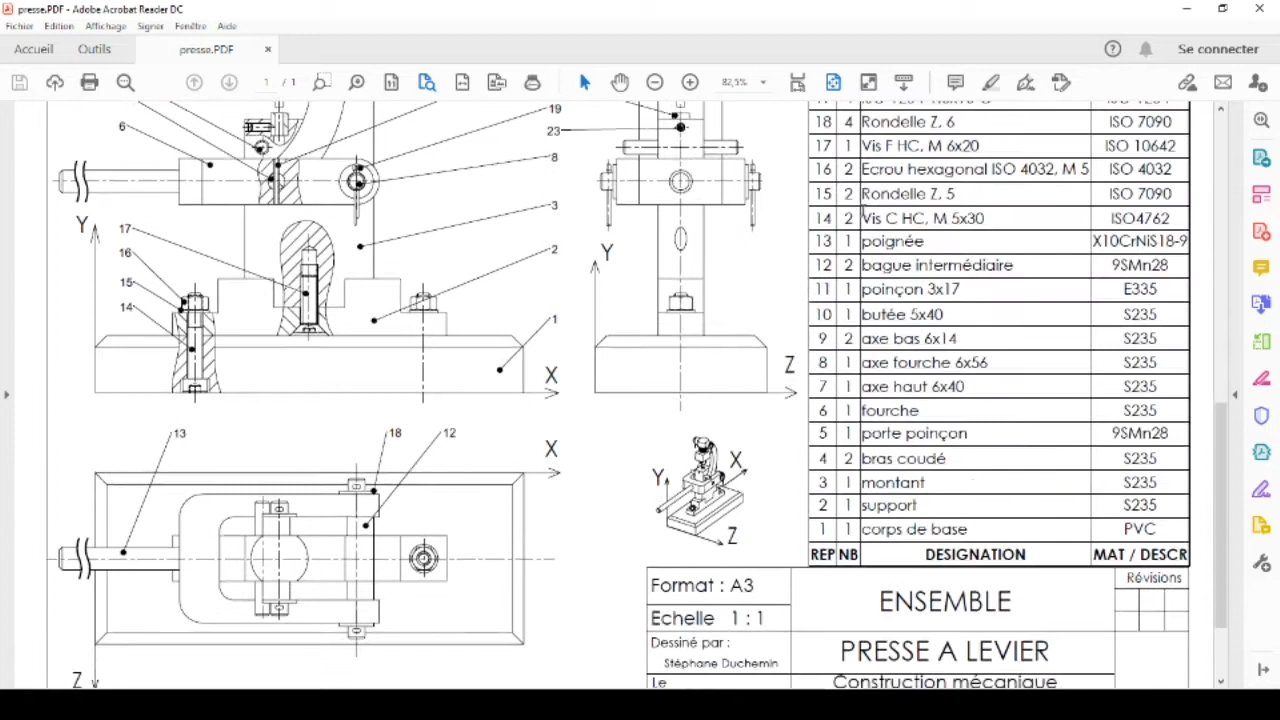 presse.PDF - Adobe Acrobat Reader DC
Fichier Edition Affichage Signer Fenêtre Aide
Accueil Outils presse.PDF × Se connecter
1 / 1 82,5%
6
19
23
8
3
17
16
15
14
2
1
Y
X
Y
Z
13
18
12
X
Z
Y
X
Z
18 4 Rondelle Z, 6 ISO 7090
17 1 Vis F HC, M 6x20 ISO 10642
16 2 Ecrou hexagonal ISO 4032, M 5 ISO 4032
15 2 Rondelle Z, 5 ISO 7090
14 2 Vis C HC, M 5x30 ISO4762
13 1 poignée X10CrNiS18-9
12 2 bague intermédiaire 9SMn28
11 1 poinçon 3x17 E335
10 1 butée 5x40 S235
9 2 axe bas 6x14 S235
8 1 axe fourche 6x56 S235
7 1 axe haut 6x40 S235
6 1 fourche S235
5 1 porte poinçon 9SMn28
4 2 bras coudé S235
3 1 montant S235
2 1 support S235
1 1 corps de base PVC
REP NB DESIGNATION MAT / DESCR
Format : A3
Echelle 1 : 1
Dessiné par :
Stéphane Duchemin
Le
ENSEMBLE
PRESSE A LEVIER
Construction mécanique
Révisions